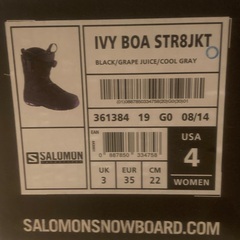 IVY BOA STR8JKT
BLACK/GRAPE JUICE/COOL GRAY
361384 19 G0 08/14
SALOMON
USA
4
WOMEN
UK
3
EUR
35
CM
22
SALOMONSNOWBOARD.COM